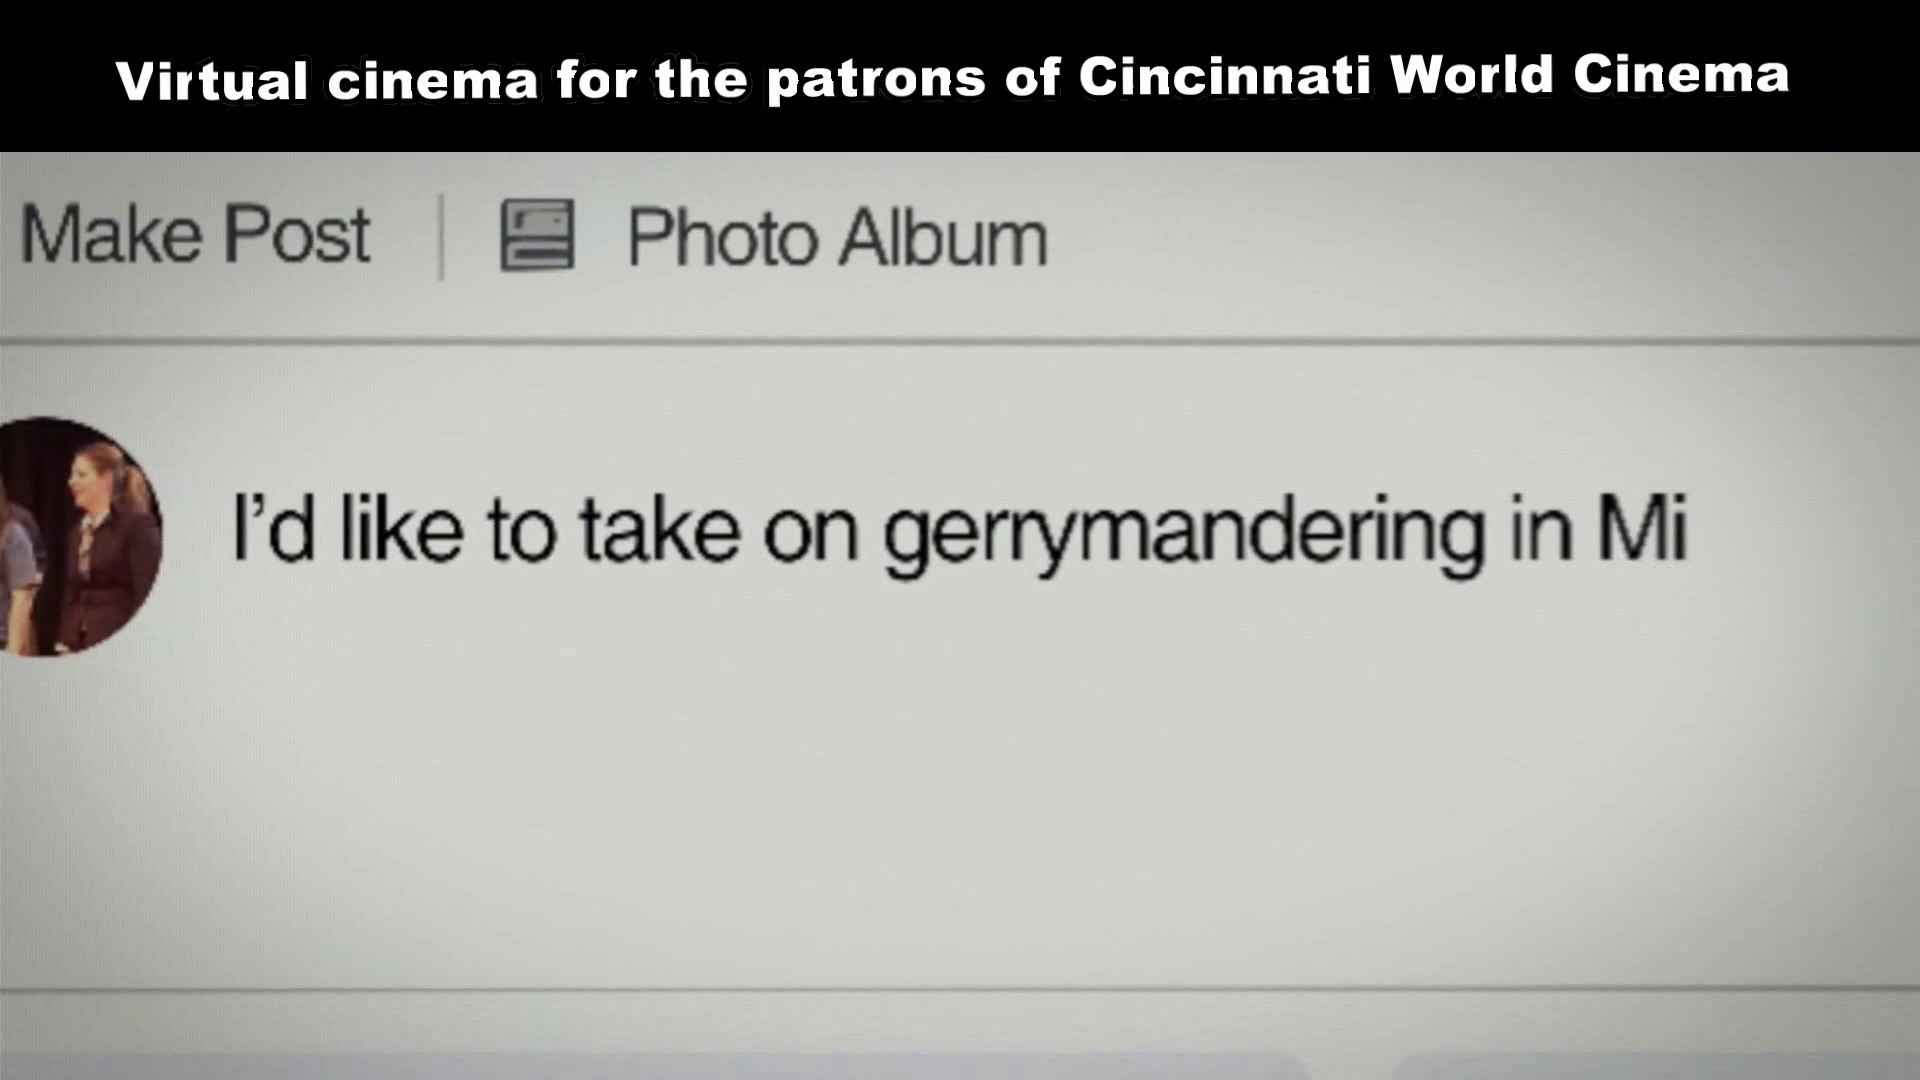 Virtual cinema for the patrons of Cincinnati World Cinema
Make Post Photo Album
I'd like to take on gerrymandering in Mi